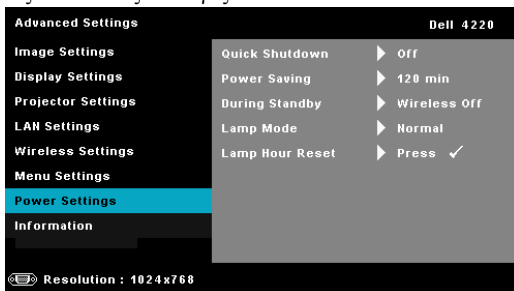 Advanced Settings Dell 4220
Image Settings
Display Settings
Projector Settings
LAN Settings
Wireless Settings
Menu Settings
Power Settings
Information
Quick Shutdown Off
Power Saving 120 min
During Standby Wireless Off
Lamp Mode Normal
Lamp Hour Reset Press ✓
Resolution : 1024x768